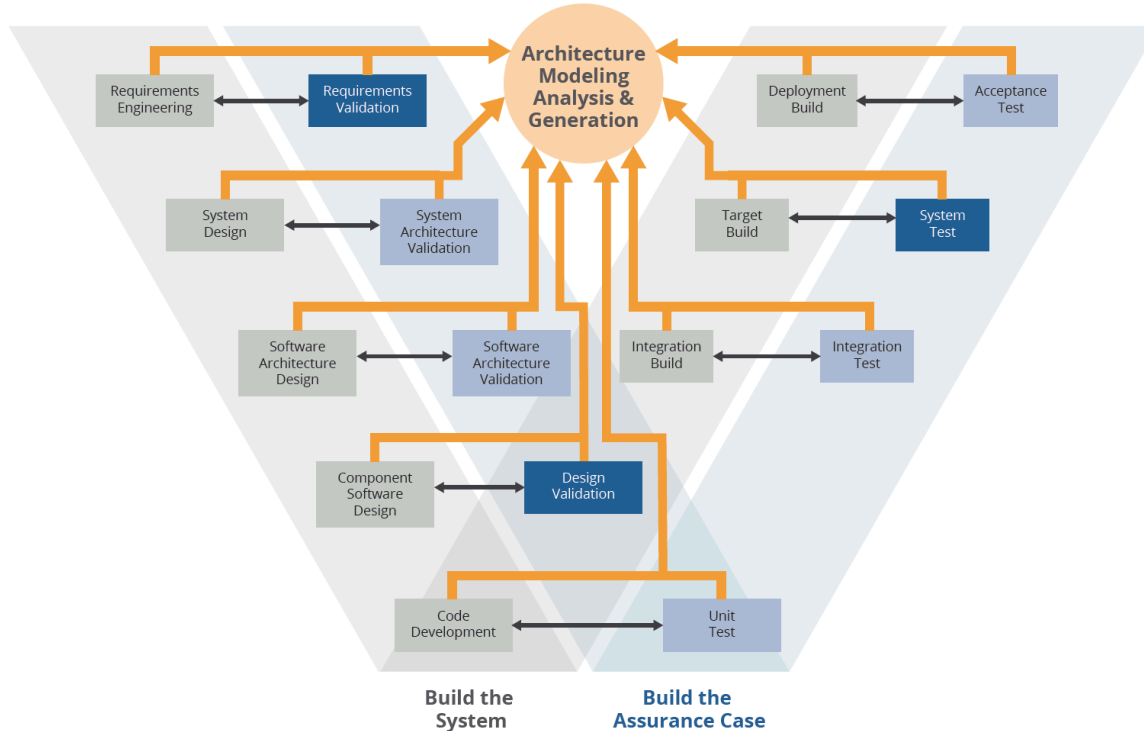 Architecture
Modeling
Analysis &
Generation
Requirements
Engineering
Requirements
Validation
Deployment
Build
Acceptance
Test
System
Design
System
Architecture
Validation
Target
Build
System
Test
Software
Architecture
Design
Software
Architecture
Validation
Integration
Build
Integration
Test
Component
Software
Design
Design
Validation
Code
Development
Unit
Test
Build the
System
Build the
Assurance Case